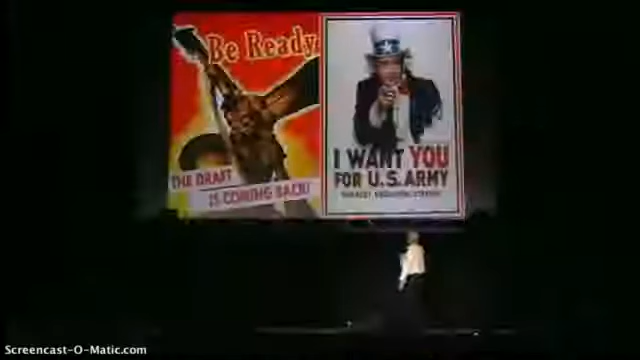 Be Ready
THE DRAFT
IS COMING BACK!
I WANT YOU
FOR U.S. ARMY
Screencast-O-Matic.com